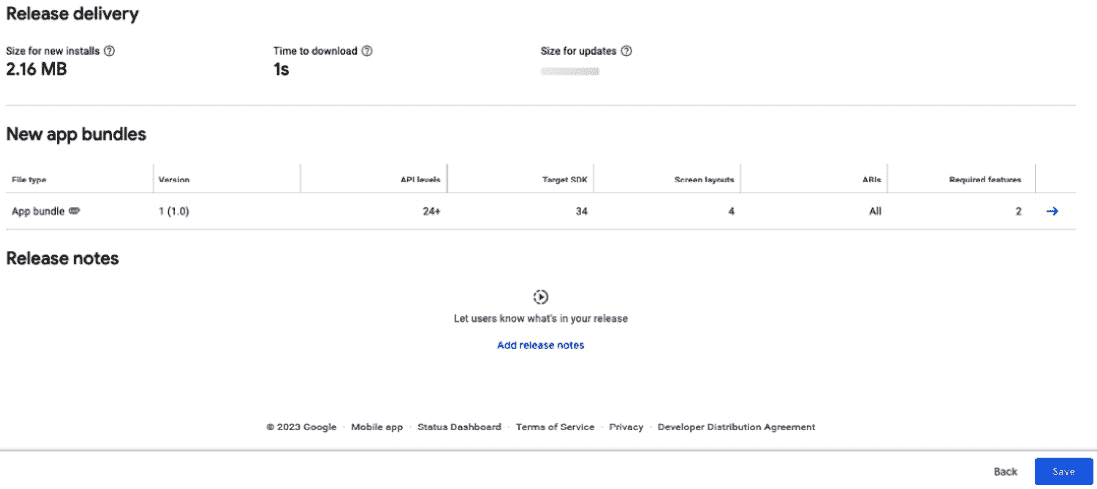 Release delivery
Size for new installs Time to download Size for updates
2.16 MB 1s
New app bundles
File type Version API levels Target SDK Screen layouts ABIs Required features
App bundle 1 (1.0) 24+ 34 4 All 2
Release notes
Let users know what's in your release
Add release notes
© 2023 Google · Mobile app · Status Dashboard · Terms of Service · Privacy · Developer Distribution Agreement
Back Save